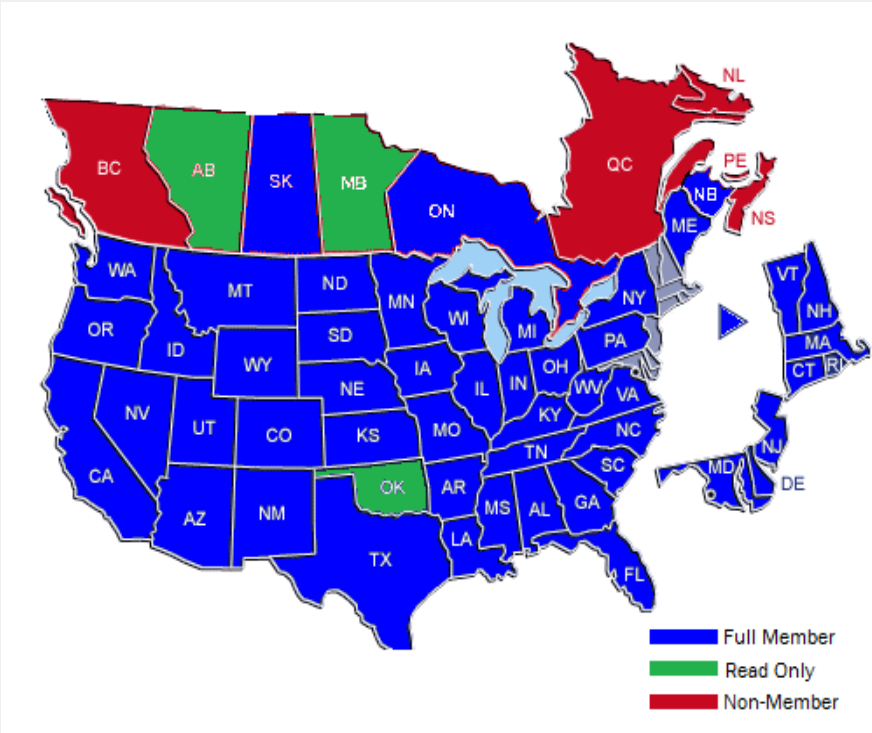 NL
BC
AB
SK
MB
QC
PE
ON
NB
NS
ME
WA
MT
ND
MN
VT
NH
OR
ID
SD
WI
MI
NY
WY
IA
PA
MA
NE
IL
IN
OH
WV
CT
RI
NV
UT
CO
KS
MO
KY
VA
CA
TN
NC
NJ
AZ
NM
OK
AR
SC
MD
DE
MS
AL
GA
LA
TX
FL
Full Member
Read Only
Non-Member